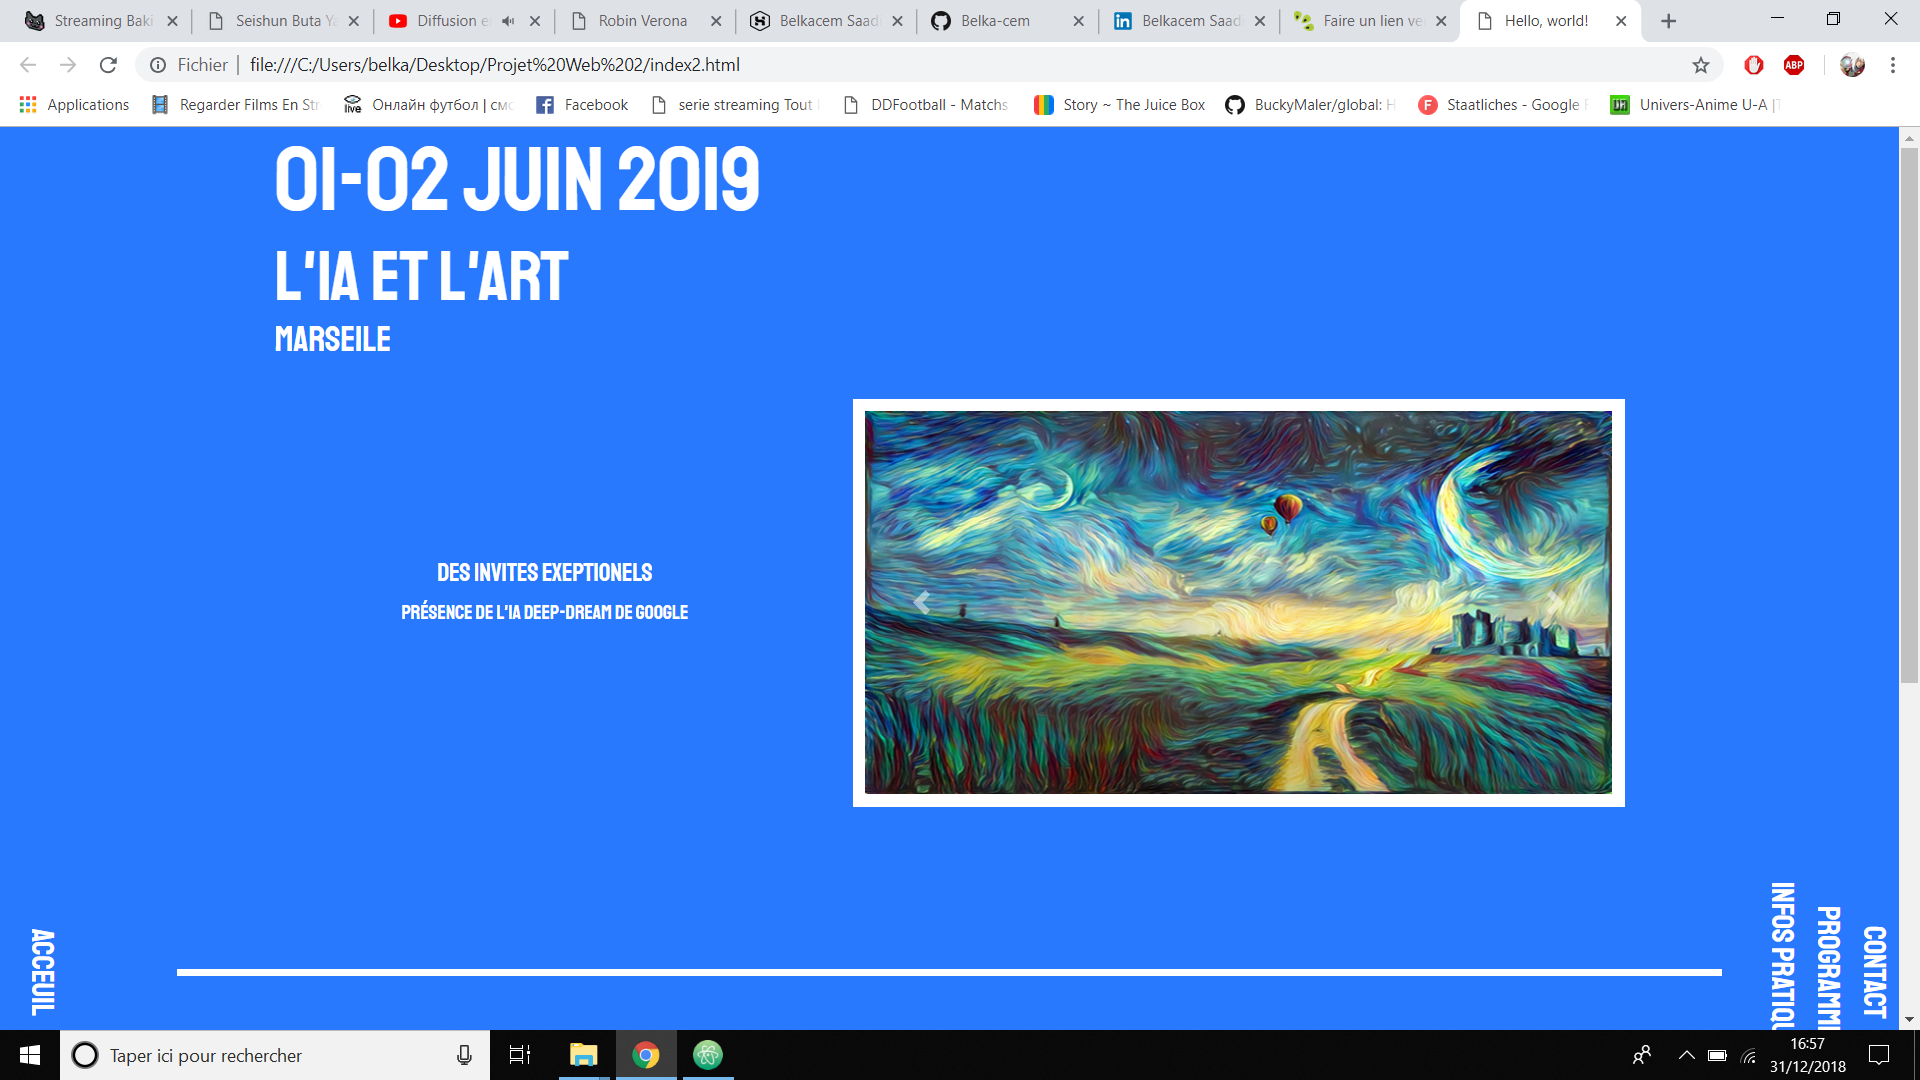 Streaming Baki
Seishun Buta Ya
Diffusion e
Robin Verona
Belkacem Saad
Belka-cem
Belkacem Saad
Faire un lien ve
Hello, world!
Fichier | file:///C:/Users/belka/Desktop/Projet%20Web%202/index2.html
ABP
Applications
Regarder Films En Str
live
Онлайн футбол | смо
Facebook
serie streaming Tout
DDFootball - Matchs
Story ~ The Juice Box
BuckyMaler/global: H
F
Staatliches - Google F
Univers-Anime U-A |
01-02 JUIN 2019
L'IA ET L'ART
MARSEILE
DES INVITES EXEPTIONELS
PRÉSENCE DE L'IA DEEP-DREAM DE GOOGLE
ACCEUIL
INFOS PRATIQU
PROGRAMM
CONTACT
Taper ici pour rechercher
16:57
31/12/2018